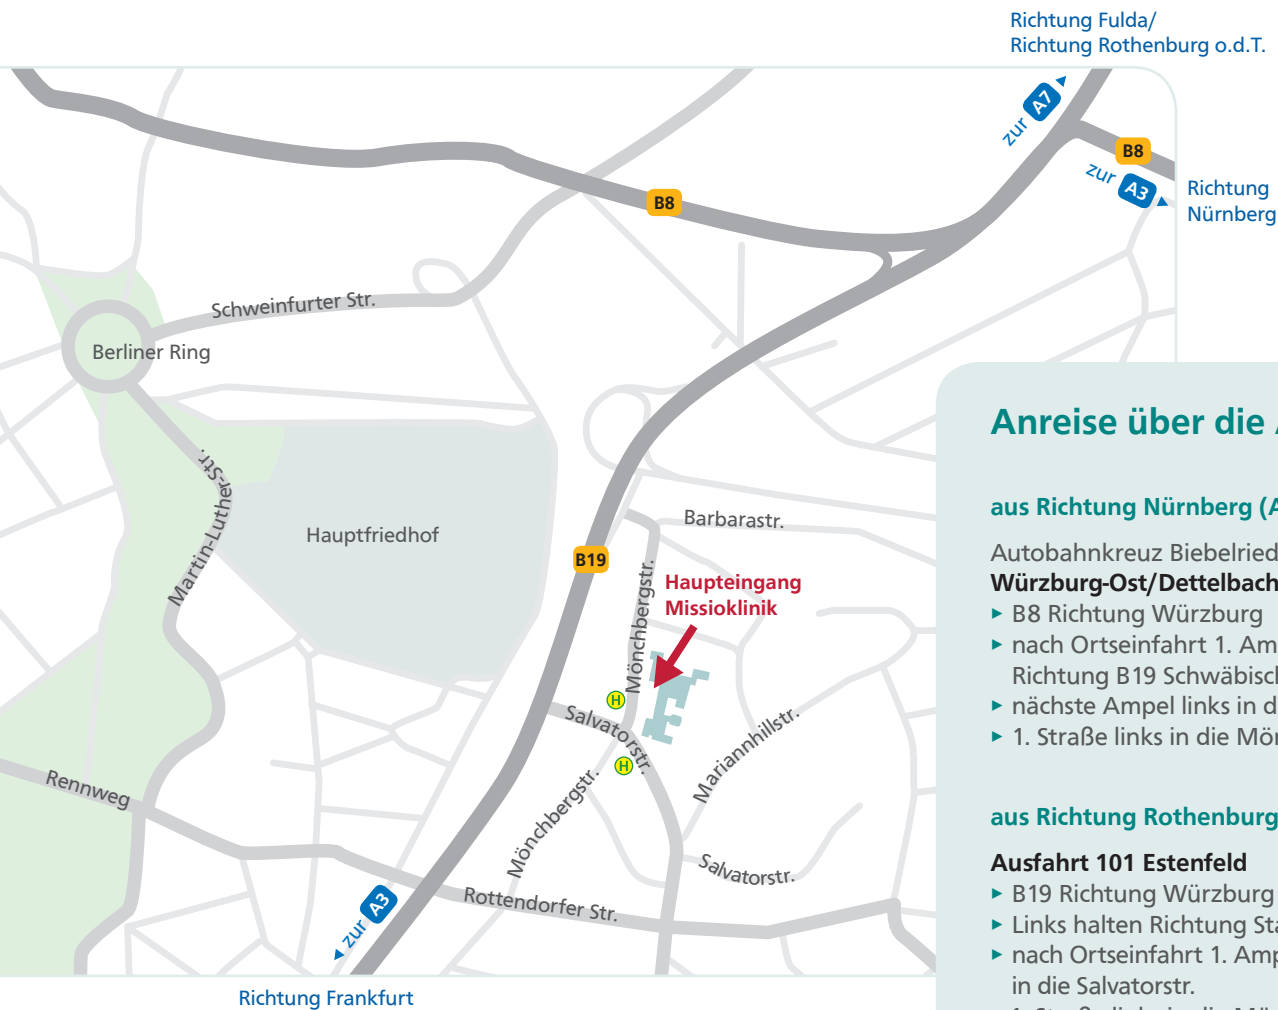 Richtung Fulda/
Richtung Rothenburg o.d.T.
zur A7
B8
zur A3
Richtung
Nürnberg
B8
Schweinfurter Str.
Berliner Ring
Martin-Luther-Str.
Hauptfriedhof
B19
Barbarastr.
Haupteingang
Missioklinik
Mönchbergstr.
H
Salvatorstr.
H
Mariannhillstr.
Mönchbergstr.
Rennweg
Salvatorstr.
Rottendorfer Str.
zur A3
Richtung Frankfurt
Anreise über die
aus Richtung Nürnberg (A
Autobahnkreuz Biebelried
Würzburg-Ost/Dettelbach
► B8 Richtung Würzburg
► nach Ortseinfahrt 1. Am
Richtung B19 Schwäbisch
► nächste Ampel links in d
► 1. Straße links in die Mön
aus Richtung Rothenburg
Ausfahrt 101 Estenfeld
► B19 Richtung Würzburg
► Links halten Richtung Sta
► nach Ortseinfahrt 1. Amp
in die Salvatorstr.